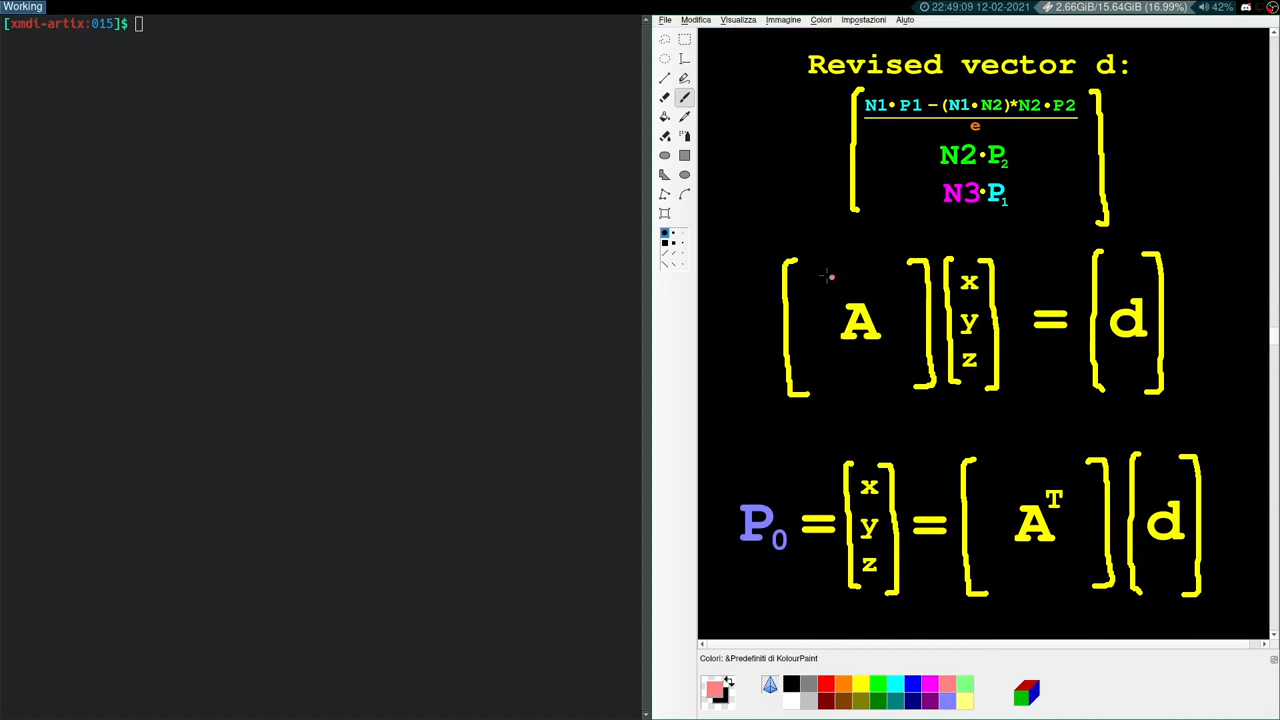 Working
22:49:09 12-02-2021 2.66GiB/15.64GiB (16.99%) 42%
[xmdi-artix:015]$
File Modifica Visualizza Immagine Colori Impostazioni Aiuto
Revised vector d:
N1·P1-(N1·N2)*N2·P2
e
N2·P2
N3·P1
x
A y = d
z
x
P0 = y = A^T d
z
Colori: &Predefiniti di KolourPaint